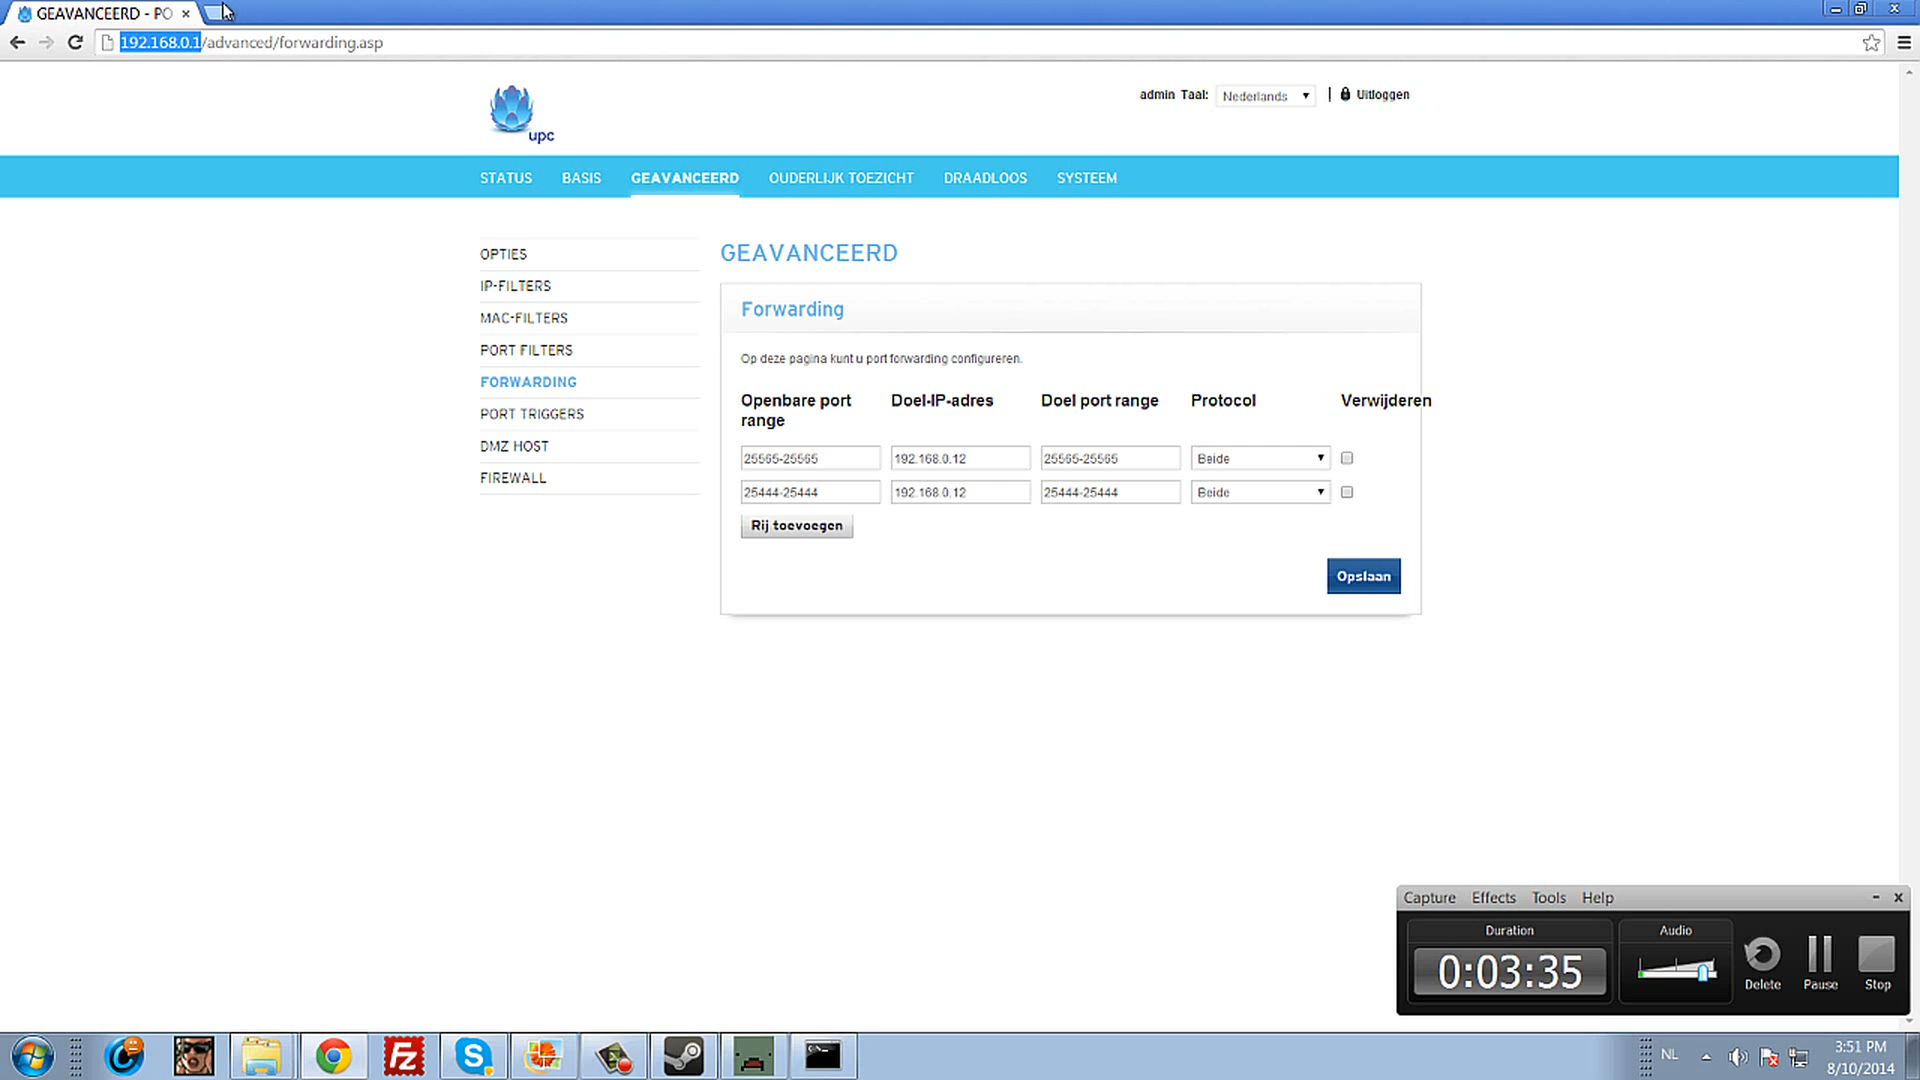 GEAVANCEERD - PO
192.168.0.1/advanced/forwarding.asp
upc
admin Taal: Nederlands | Uitloggen
STATUS BASIS GEAVANCEERD OUDERLIJK TOEZICHT DRAADLOOS SYSTEEM
OPTIES
IP-FILTERS
MAC-FILTERS
PORT FILTERS
FORWARDING
PORT TRIGGERS
DMZ HOST
FIREWALL
GEAVANCEERD
Forwarding
Op deze pagina kunt u port forwarding configureren.
Openbare port range Doel-IP-adres Doel port range Protocol Verwijderen
25565-25565 192.168.0.12 25565-25565 Beide
25444-25444 192.168.0.12 25444-25444 Beide
Rij toevoegen
Opslaan
Capture Effects Tools Help
Duration Audio
0:03:35
Delete Pause Stop
NL
3:51 PM
8/10/2014